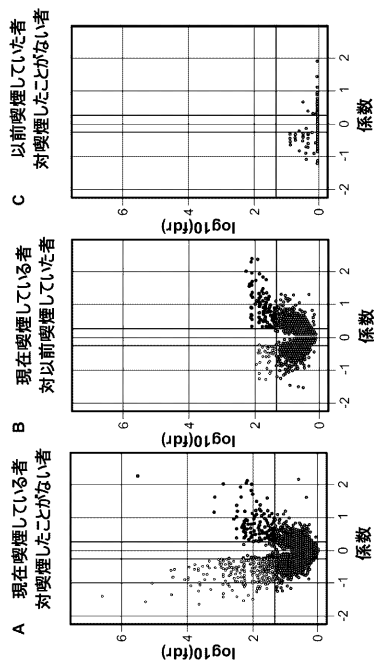 A 現在喫煙している者
対喫煙したことがない者
log10(fdr)
6
4
2
0
-2 -1 0 1 2
係数
B 現在喫煙している者
対以前喫煙していた者
log10(fdr)
6
4
2
0
-2 -1 0 1 2
係数
C 以前喫煙していた者
対喫煙したことがない者
log10(fdr)
6
4
2
0
-2 -1 0 1 2
係数